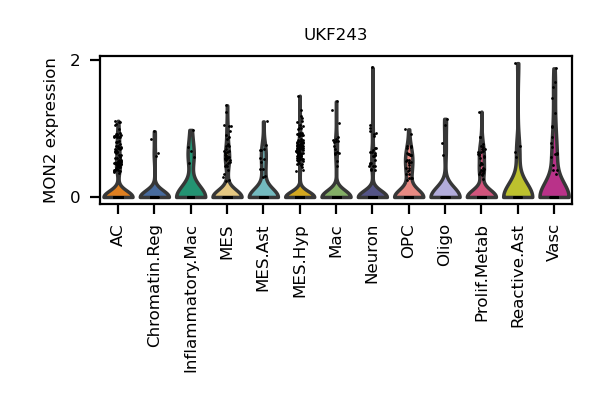 UKF243
MON2 expression
2
0
AC
Chromatin.Reg
Inflammatory.Mac
MES
MES.Ast
MES.Hyp
Mac
Neuron
OPC
Oligo
Prolif.Metab
Reactive.Ast
Vasc